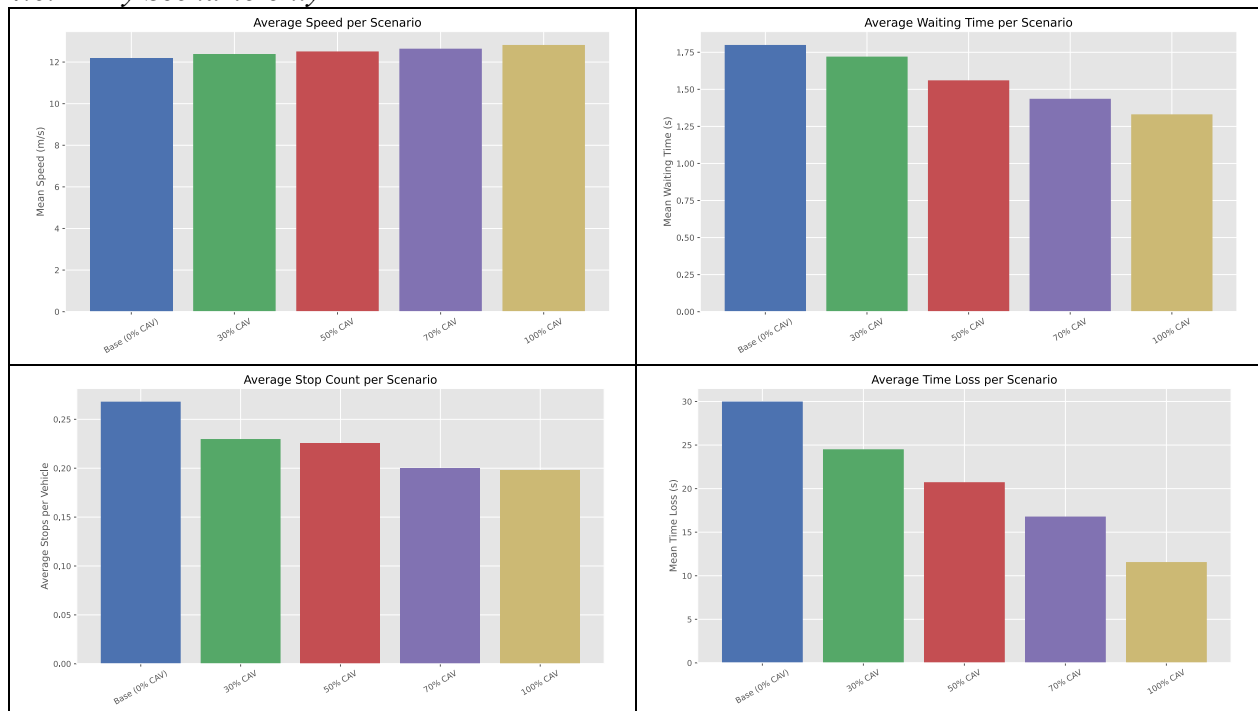 Average Speed per Scenario
Mean Speed (m/s)
12
10
8
6
4
2
0
Base (0% CAV)
30% CAV
50% CAV
70% CAV
100% CAV
Average Waiting Time per Scenario
Mean Waiting Time (s)
1.75
1.50
1.25
1.00
0.75
0.50
0.25
0.00
Base (0% CAV)
30% CAV
50% CAV
70% CAV
100% CAV
Average Stop Count per Scenario
Average Stops per Vehicle
0.25
0.20
0.15
0.10
0.05
0.00
Base (0% CAV)
30% CAV
50% CAV
70% CAV
100% CAV
Average Time Loss per Scenario
Mean Time Loss (s)
30
25
20
15
10
5
0
Base (0% CAV)
30% CAV
50% CAV
70% CAV
100% CAV